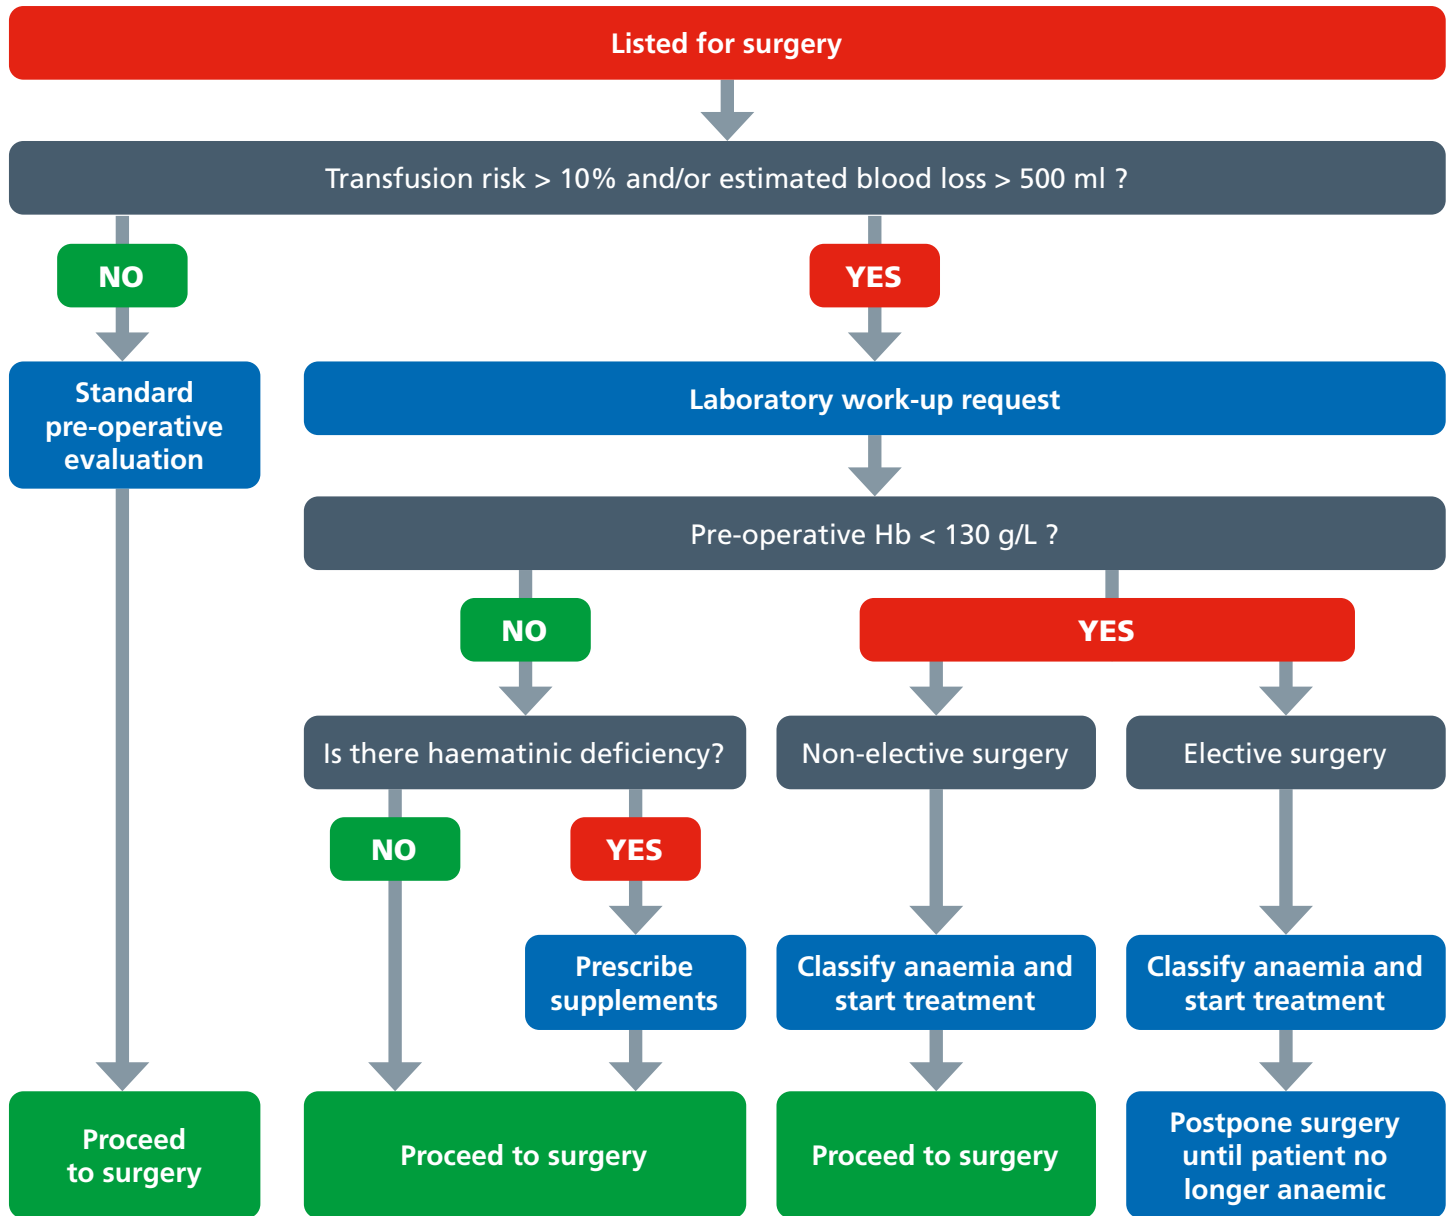 Listed for surgery
Transfusion risk > 10% and/or estimated blood loss > 500 ml ?
NO
YES
Standard
pre-operative
evaluation
Laboratory work-up request
Pre-operative Hb < 130 g/L ?
NO
YES
Is there haematinic deficiency?
Non-elective surgery
Elective surgery
NO
YES
Prescribe
supplements
Classify anaemia and
start treatment
Classify anaemia and
start treatment
Proceed
to surgery
Proceed to surgery
Proceed to surgery
Postpone surgery
until patient no
longer anaemic